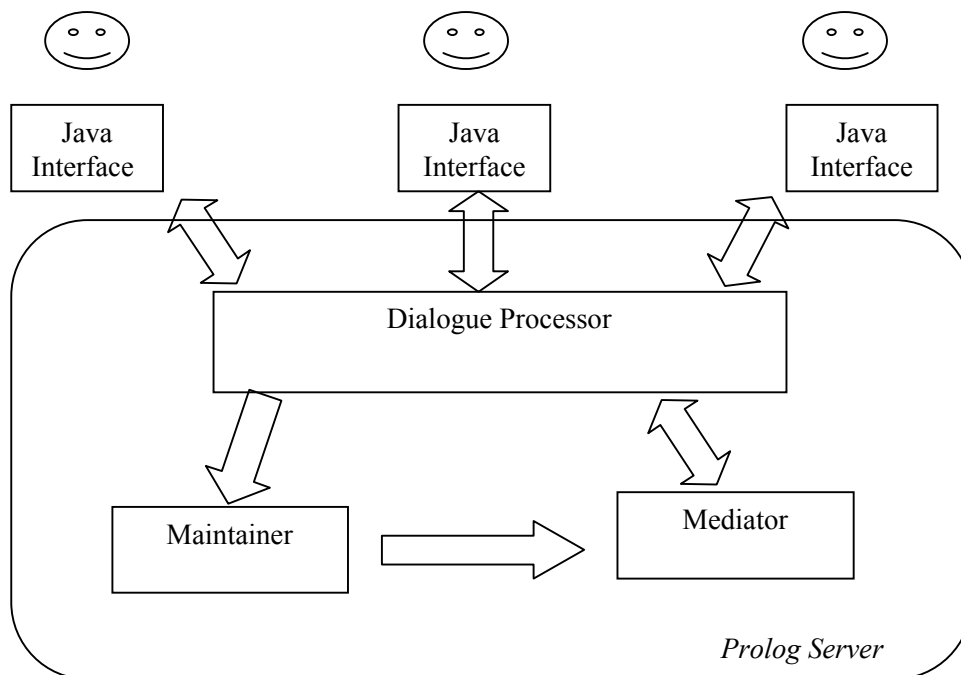 Java
Interface
Java
Interface
Java
Interface
Dialogue Processor
Maintainer
Mediator
Prolog Server